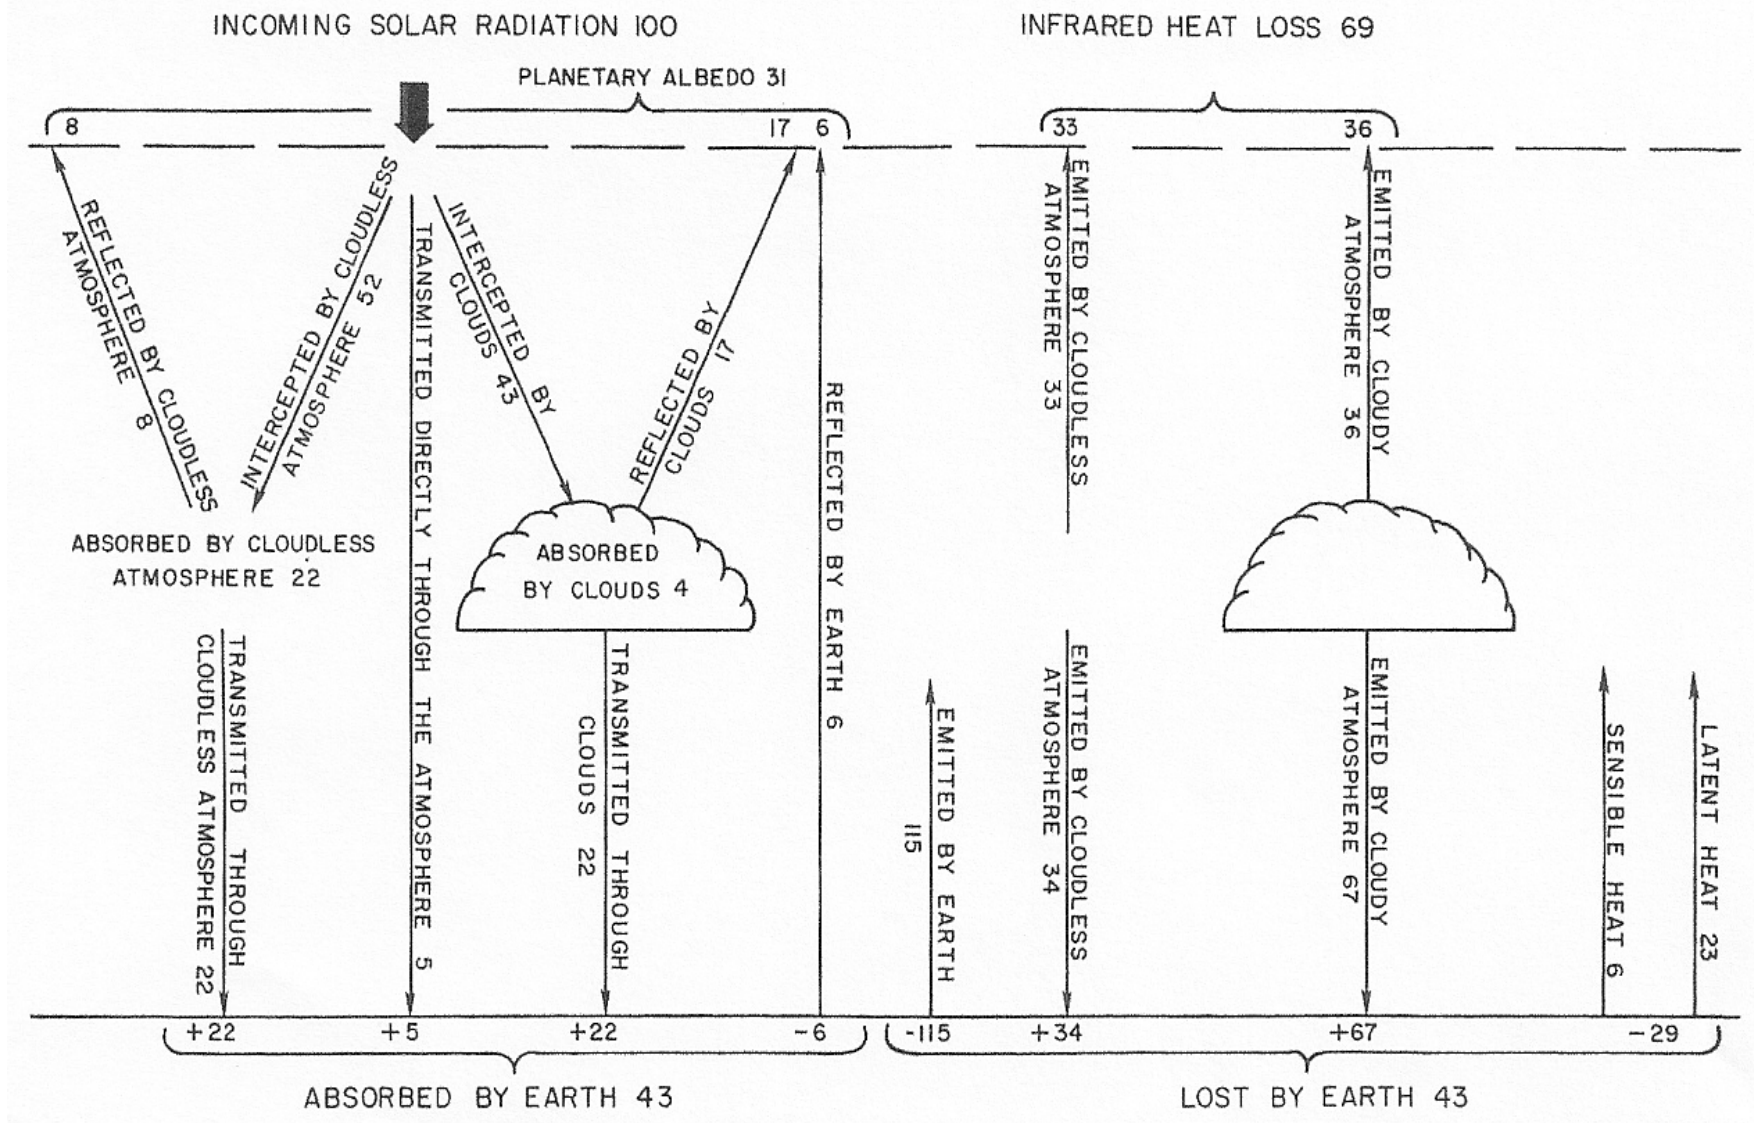 INCOMING SOLAR RADIATION 100
INFRARED HEAT LOSS 69
PLANETARY ALBEDO 31
8
17
6
33
36
REFLECTED BY CLOUDLESS
ATMOSPHERE 8
INTERCEPTED BY CLOUDLESS
ATMOSPHERE 52
TRANSMITTED DIRECTLY THROUGH THE ATMOSPHERE 5
INTERCEPTED BY
CLOUDS 43
REFLECTED BY
CLOUDS 17
REFLECTED BY EARTH 6
EMITTED BY CLOUDLESS
ATMOSPHERE 33
EMITTED BY CLOUDY
ATMOSPHERE 36
ABSORBED BY CLOUDLESS
ATMOSPHERE 22
ABSORBED
BY CLOUDS 4
TRANSMITTED THROUGH
CLOUDLESS ATMOSPHERE 22
TRANSMITTED THROUGH
CLOUDS 22
EMITTED BY EARTH
115
EMITTED BY CLOUDLESS
ATMOSPHERE 34
EMITTED BY CLOUDY
ATMOSPHERE 67
SENSIBLE HEAT 6
LATENT HEAT 23
+22
+5
+22
-6
-115
+34
+67
-29
ABSORBED BY EARTH 43
LOST BY EARTH 43